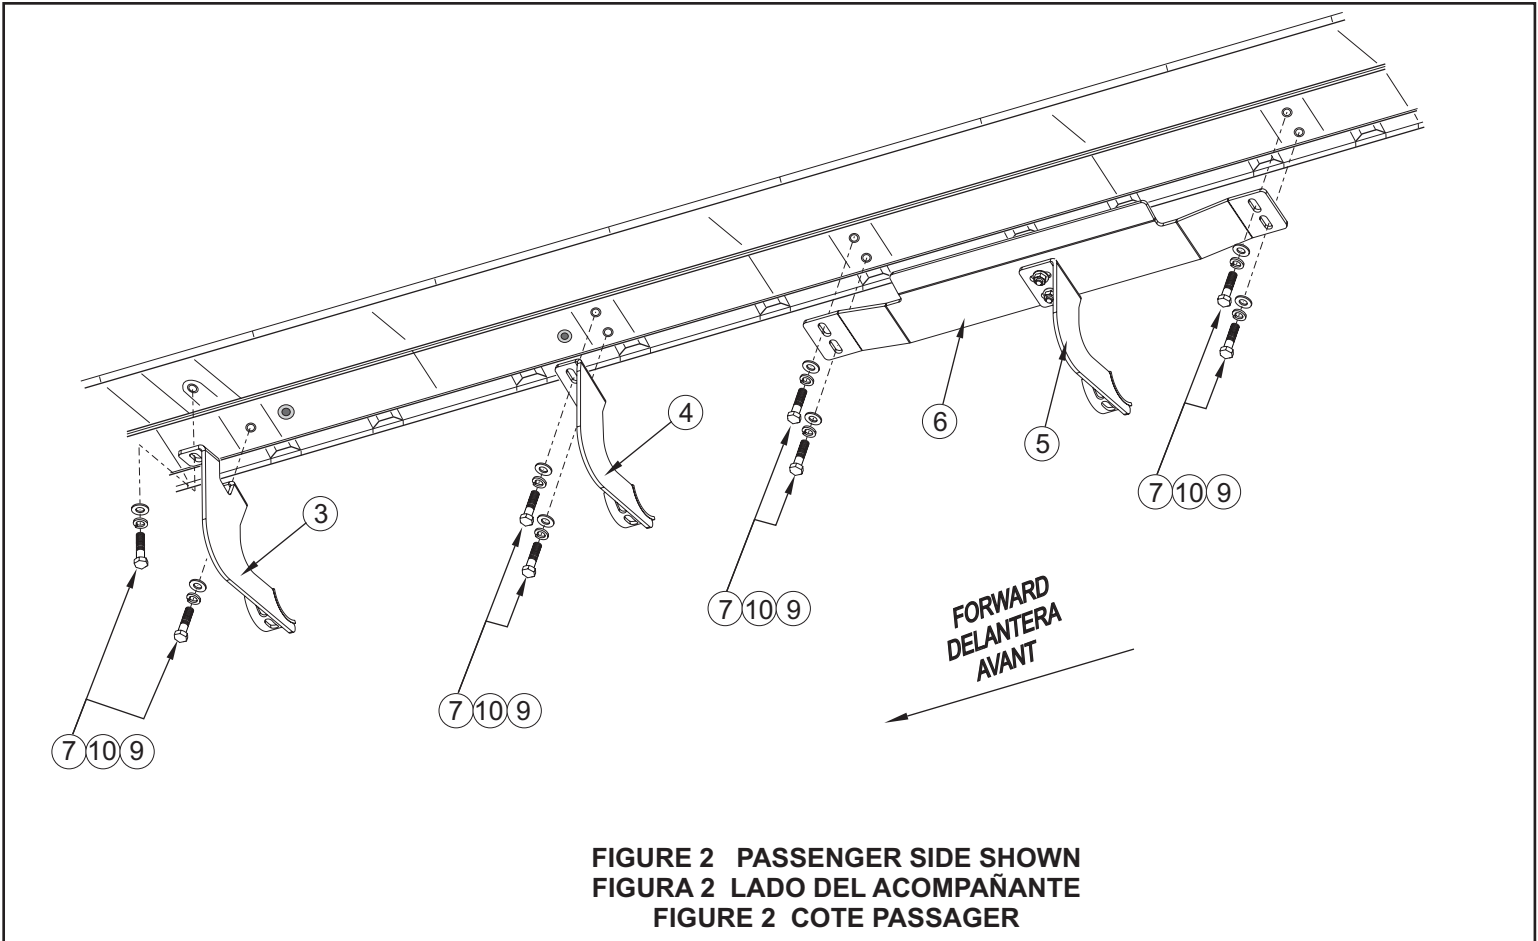 6
4
5
3
7 10 9
7 10 9
7 10 9
7 10 9
FORWARD
DELANTERA
AVANT
FIGURE 2 PASSENGER SIDE SHOWN
FIGURA 2 LADO DEL ACOMPAÑANTE
FIGURE 2 COTE PASSAGER